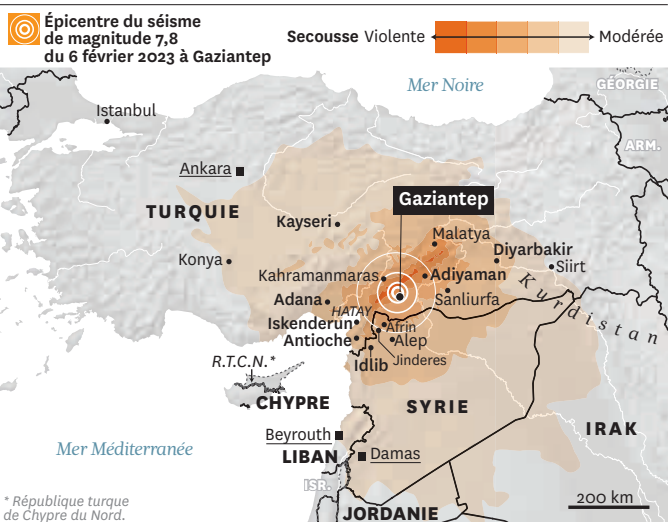 Épicentre du séisme
de magnitude 7,8
du 6 février 2023 à Gaziantep
Secousse Violente
Modérée
Mer Noire
GÉORGIE
Istanbul
ARM.
Ankara
Gaziantep
TURQUIE
Kayseri
Malatya
Diyarbakir
Konya
Siirt
Kahramanmaras
Adiyaman
Adana
Sanliurfa
Kurdistan
HATAY
Iskenderun
Afrin
Antioche
Alep
Jinderes
R.T.C.N.*
Idlib
CHYPRE
SYRIE
Beyrouth
IRAK
Mer Méditerranée
LIBAN
Damas
ISR.
* République turque
de Chypre du Nord.
200 km
JORDANIE